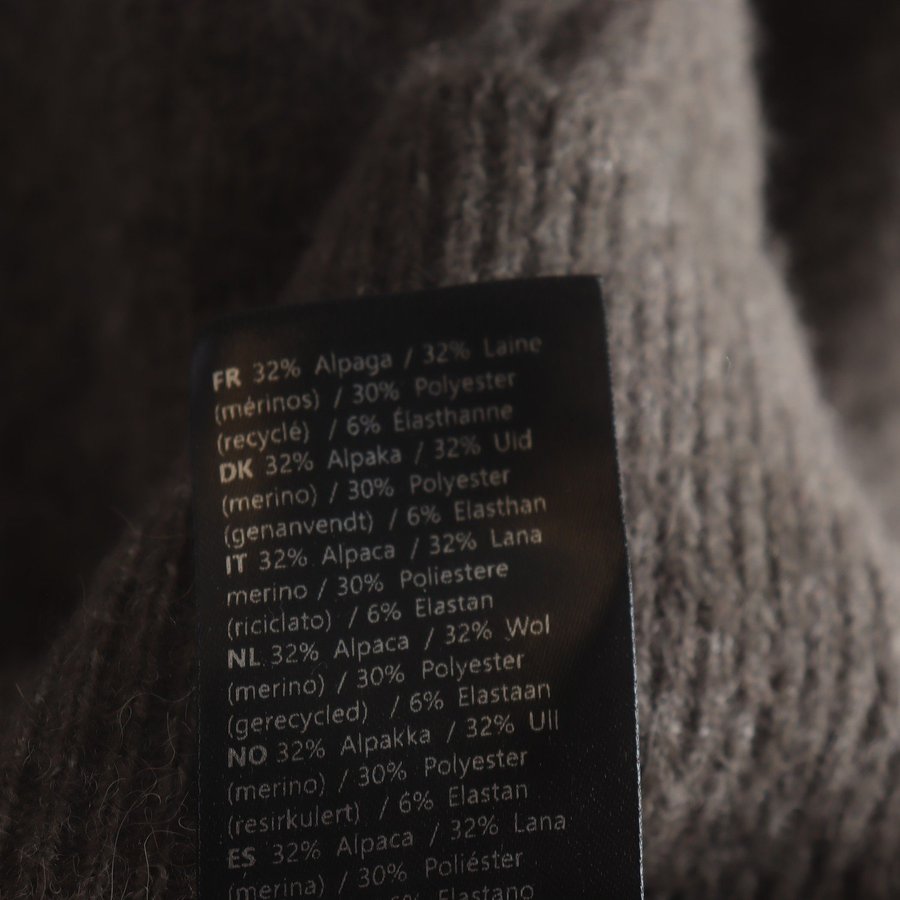 FR 32% Alpaga / 32% Laine
(mérinos) / 30% Polyester
(recyclé) / 6% Élasthanne
DK 32% Alpaka / 32% Uld
(merino) / 30% Polyester
(genanvendt) / 6% Elasthan
IT 32% Alpaca / 32% Lana
merino / 30% Poliestere
(riciclato) / 6% Elastan
NL 32% Alpaca / 32% Wol
(merino) / 30% Polyester
(gerecycled) / 6% Elastaan
NO 32% Alpakka / 32% Ull
(merino) / 30% Polyester
(resirkulert) / 6% Elastan
ES 32% Alpaca / 32% Lana
(merina) / 30% Poliéster
6% Elastano